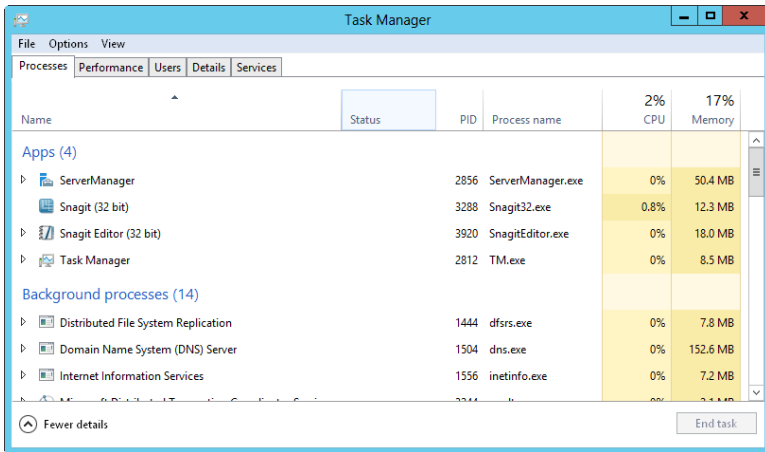 Task Manager
File Options View
Processes Performance Users Details Services
2% 17%
Name Status PID Process name CPU Memory
Apps (4)
ServerManager 2856 ServerManager.exe 0% 50.4 MB
Snagit (32 bit) 3288 Snagit32.exe 0.8% 12.3 MB
Snagit Editor (32 bit) 3920 SnagitEditor.exe 0% 18.0 MB
Task Manager 2812 TM.exe 0% 8.5 MB
Background processes (14)
Distributed File System Replication 1444 dfsrs.exe 0% 7.8 MB
Domain Name System (DNS) Server 1504 dns.exe 0% 152.6 MB
Internet Information Services 1556 inetinfo.exe 0% 7.2 MB
Fewer details End task